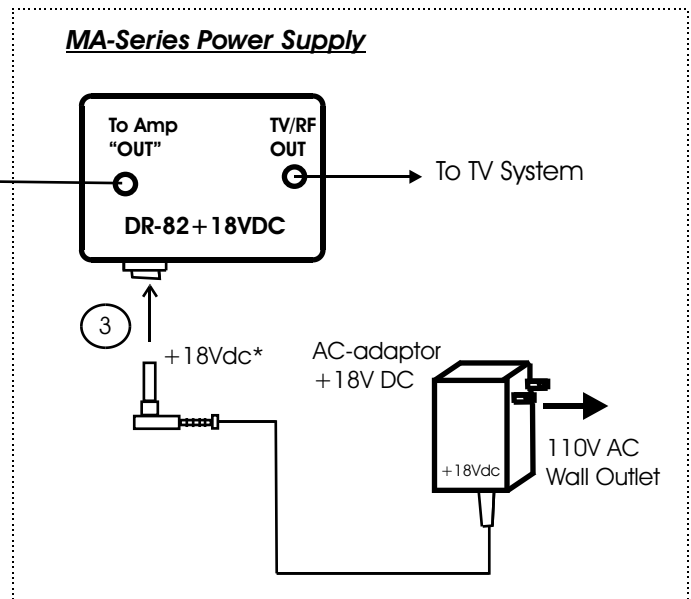 MA-Series Power Supply
To Amp
“OUT”
TV/RF
OUT
To TV System
DR-82+18VDC
3
+18Vdc*
AC-adaptor
+18V DC
+18Vdc
110V AC
Wall Outlet